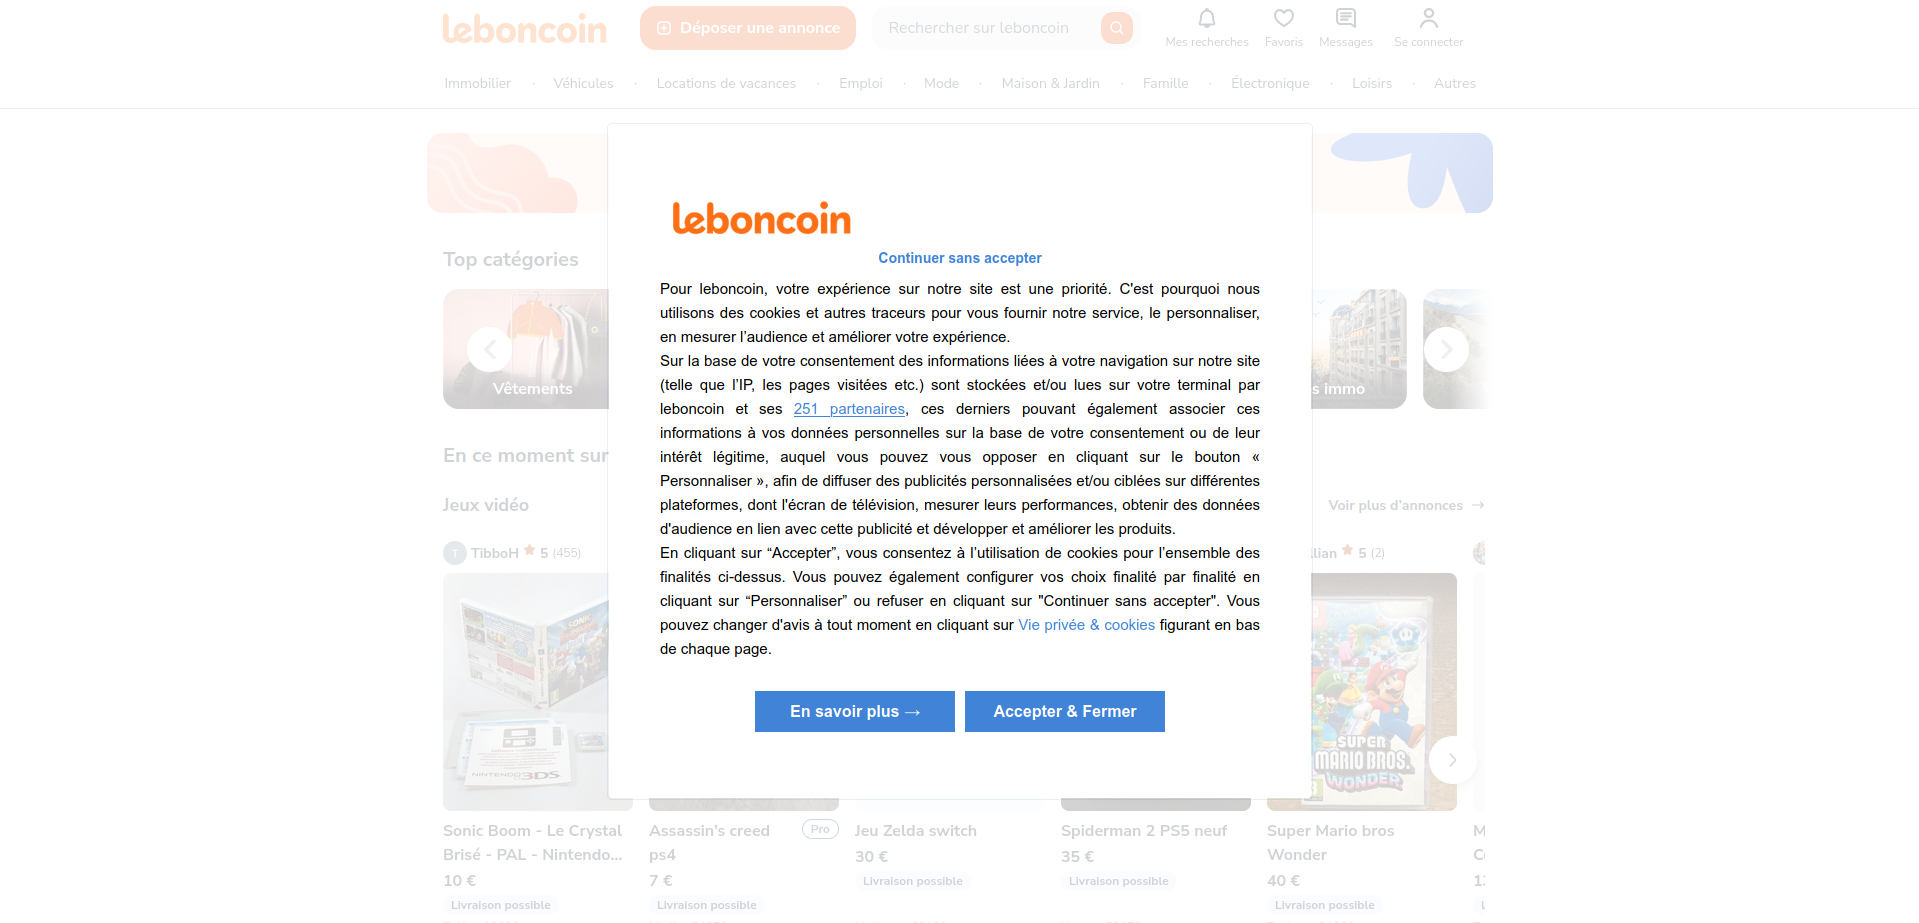 leboncoin
Déposer une annonce
Rechercher sur leboncoin
Mes recherches
Favoris
Messages
Se connecter
Immobilier · Véhicules · Locations de vacances · Emploi · Mode · Maison & Jardin · Famille · Électronique · Loisirs · Autres
leboncoin
Continuer sans accepter
Pour leboncoin, votre expérience sur notre site est une priorité. C'est pourquoi nous
utilisons des cookies et autres traceurs pour vous fournir notre service, le personnaliser,
en mesurer l’audience et améliorer votre expérience.
Sur la base de votre consentement des informations liées à votre navigation sur notre site
(telle que l’IP, les pages visitées etc.) sont stockées et/ou lues sur votre terminal par
leboncoin et ses 251 partenaires, ces derniers pouvant également associer ces
informations à vos données personnelles sur la base de votre consentement ou de leur
intérêt légitime, auquel vous pouvez vous opposer en cliquant sur le bouton «
Personnaliser », afin de diffuser des publicités personnalisées et/ou ciblées sur différentes
plateformes, dont l'écran de télévision, mesurer leurs performances, obtenir des données
d'audience en lien avec cette publicité et développer et améliorer les produits.
En cliquant sur “Accepter”, vous consentez à l’utilisation de cookies pour l’ensemble des
finalités ci-dessus. Vous pouvez également configurer vos choix finalité par finalité en
cliquant sur “Personnaliser” ou refuser en cliquant sur "Continuer sans accepter". Vous
pouvez changer d'avis à tout moment en cliquant sur Vie privée & cookies figurant en bas
de chaque page.
En savoir plus →
Accepter & Fermer
Top catégories
Vêtements
s immo
En ce moment sur
Jeux vidéo
Voir plus d'annonces →
T TibboH 5 (455)
llian 5 (2)
SONIC
NINTENDO 3DS
SUPER
MARIO BROS.
WONDER
Sonic Boom - Le Crystal
Brisé - PAL - Nintendo...
10 €
Livraison possible
Assassin's creed
ps4
Pro
7 €
Livraison possible
Jeu Zelda switch
30 €
Livraison possible
Spiderman 2 PS5 neuf
35 €
Livraison possible
Super Mario bros
Wonder
40 €
Livraison possible